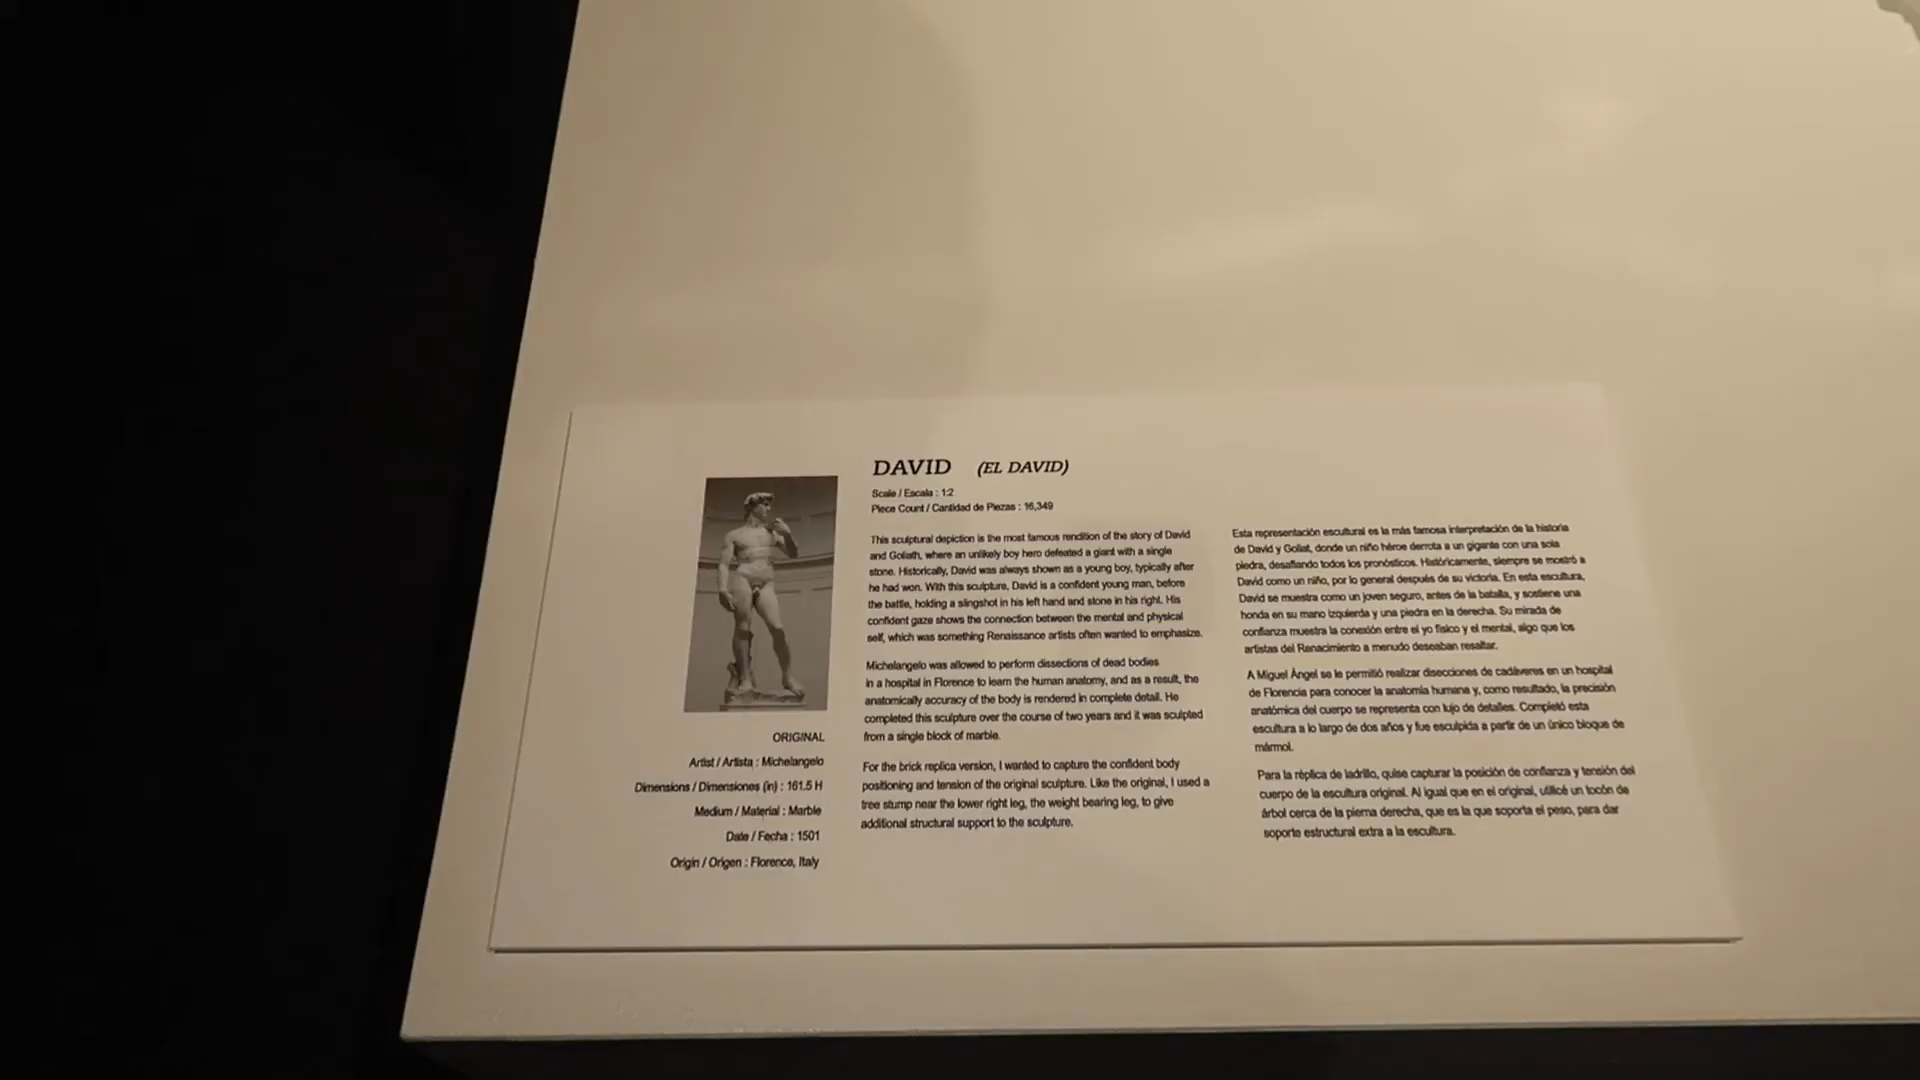 DAVID (EL DAVID)
Scale / Escala : 1:2
Piece Count / Cantidad de Piezas : 16,349
This sculptural depiction is the most famous rendition of the story of David
and Goliath, where an unlikely boy hero defeated a giant with a single
stone. Historically, David was always shown as a young boy, typically after
he had won. With this sculpture, David is a confident young man, before
the battle, holding a slingshot in his left hand and stone in his right. His
confident gaze shows the connection between the mental and physical
self, which was something Renaissance artists often wanted to emphasize.
Michelangelo was allowed to perform dissections of dead bodies
in a hospital in Florence to learn the human anatomy, and as a result, the
anatomically accuracy of the body is rendered in complete detail. He
completed this sculpture over the course of two years and it was sculpted
from a single block of marble.
For the brick replica version, I wanted to capture the confident body
positioning and tension of the original sculpture. Like the original, I used a
tree stump near the lower right leg, the weight bearing leg, to give
additional structural support to the sculpture.
Esta representación escultural es la más famosa interpretación de la historia
de David y Goliat, donde un niño héroe derrota a un gigante con una sola
piedra, desafiando todos los pronósticos. Históricamente, siempre se mostró a
David como un niño, por lo general después de su victoria. En esta escultura,
David se muestra como un joven seguro, antes de la batalla, y sostiene una
honda en su mano izquierda y una piedra en la derecha. Su mirada de
confianza muestra la conexión entre el yo físico y el mental, algo que los
artistas del Renacimiento a menudo deseaban resaltar.
A Miguel Ángel se le permitió realizar disecciones de cadáveres en un hospital
de Florencia para conocer la anatomía humana y, como resultado, la precisión
anatómica del cuerpo se representa con lujo de detalles. Completó esta
escultura a lo largo de dos años y fue esculpida a partir de un único bloque de
mármol.
Para la réplica de ladrillo, quise capturar la posición de confianza y tensión del
cuerpo de la escultura original. Al igual que en el original, utilicé un tocón de
árbol cerca de la pierna derecha, que es la que soporta el peso, para dar
soporte estructural extra a la escultura.
ORIGINAL
Artist / Artista : Michelangelo
Dimensions / Dimensiones (in) : 161.5 H
Medium / Material : Marble
Date / Fecha : 1501
Origin / Origen : Florence, Italy